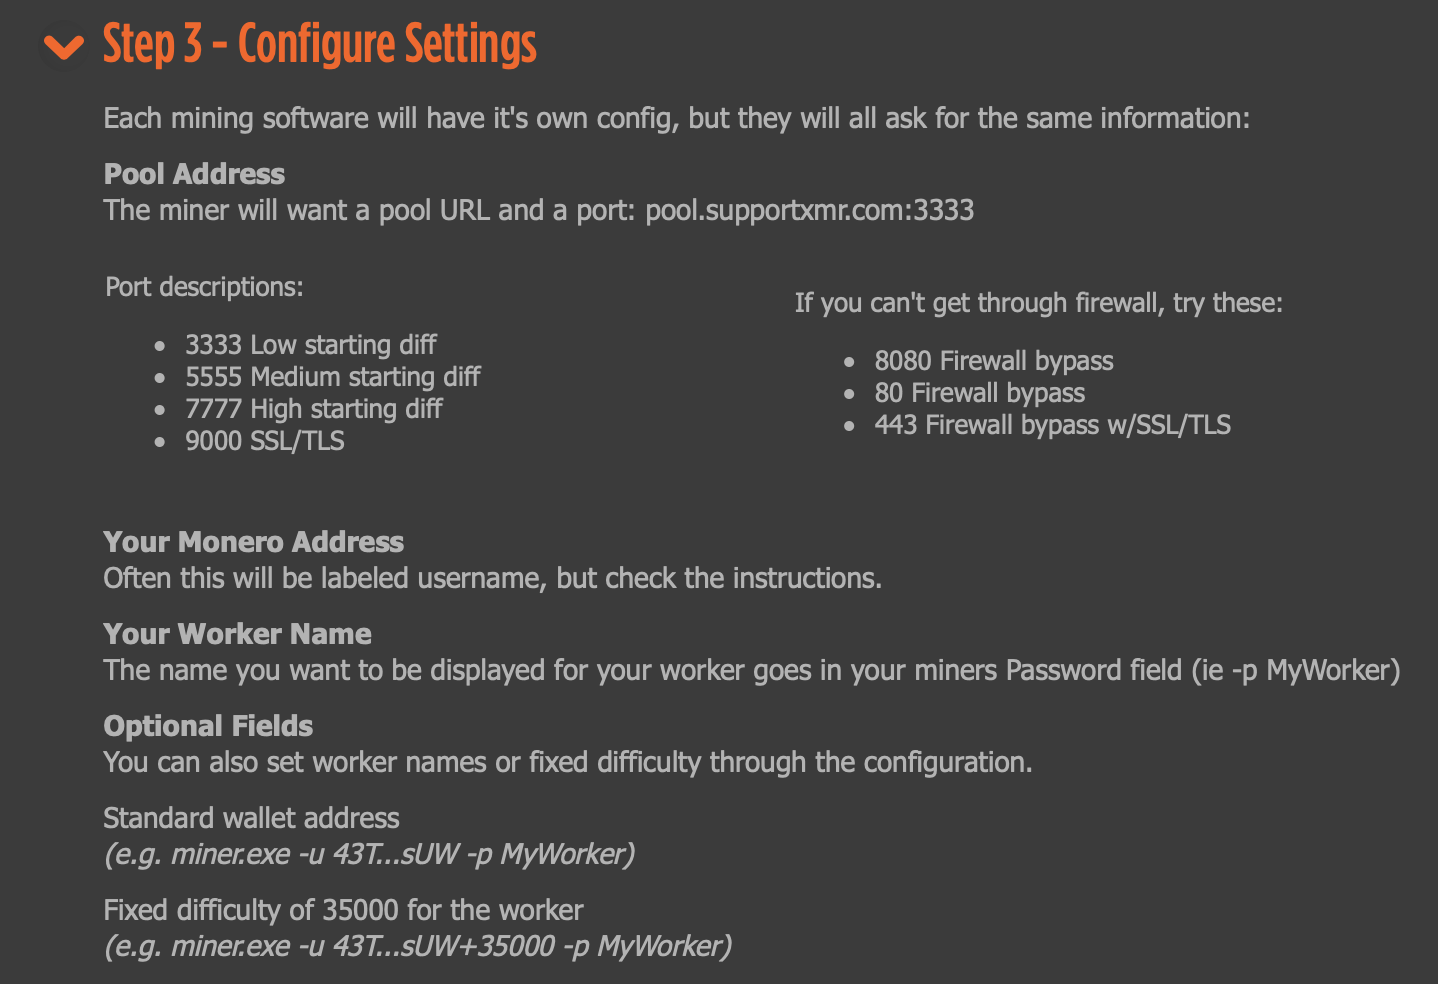 Step 3 - Configure Settings
Each mining software will have it's own config, but they will all ask for the same information:
Pool Address
The miner will want a pool URL and a port: pool.supportxmr.com:3333
Port descriptions:
3333 Low starting diff
5555 Medium starting diff
7777 High starting diff
9000 SSL/TLS
If you can't get through firewall, try these:
8080 Firewall bypass
80 Firewall bypass
443 Firewall bypass w/SSL/TLS
Your Monero Address
Often this will be labeled username, but check the instructions.
Your Worker Name
The name you want to be displayed for your worker goes in your miners Password field (ie -p MyWorker)
Optional Fields
You can also set worker names or fixed difficulty through the configuration.
Standard wallet address
(e.g. miner.exe -u 43T...sUW -p MyWorker)
Fixed difficulty of 35000 for the worker
(e.g. miner.exe -u 43T...sUW+35000 -p MyWorker)